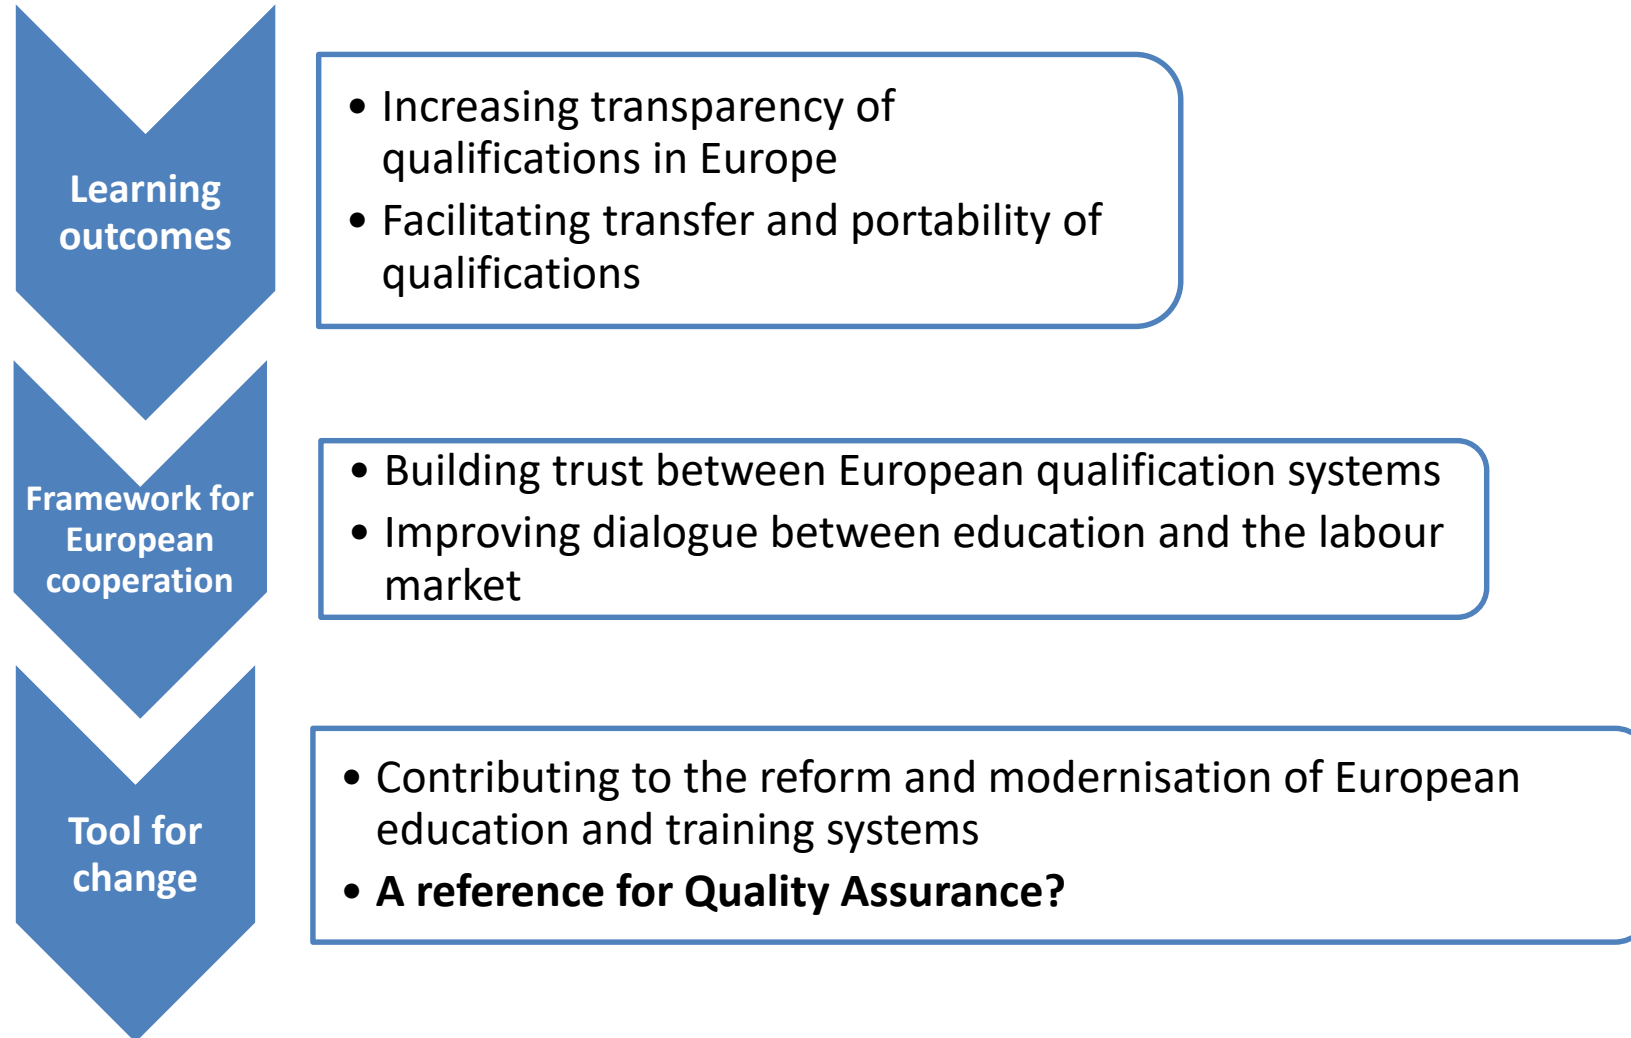 Learning
outcomes
• Increasing transparency of
qualifications in Europe
• Facilitating transfer and portability of
qualifications
Framework for
European
cooperation
• Building trust between European qualification systems
• Improving dialogue between education and the labour
market
Tool for
change
• Contributing to the reform and modernisation of European
education and training systems
• A reference for Quality Assurance?